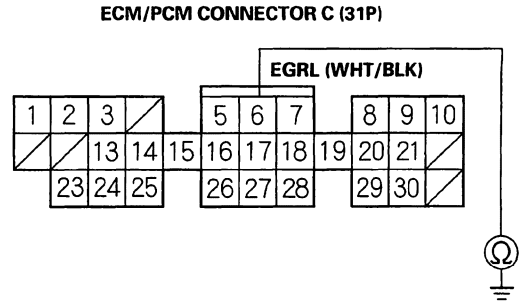 ECM/PCM CONNECTOR C (31P)
EGRL (WHT/BLK)
1 2 3 5 6 7 8 9 10
13 14 15 16 17 18 19 20 21
23 24 25 26 27 28 29 30
Ω